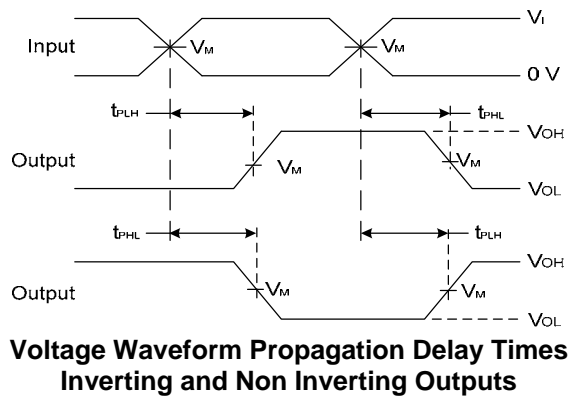 VI
Input
VM
VM
0 V
tPLH
tPHL
VOH
Output
VM
VM
VOL
tPHL
tPLH
VOH
Output
VM
VM
VOL
Voltage Waveform Propagation Delay Times
Inverting and Non Inverting Outputs